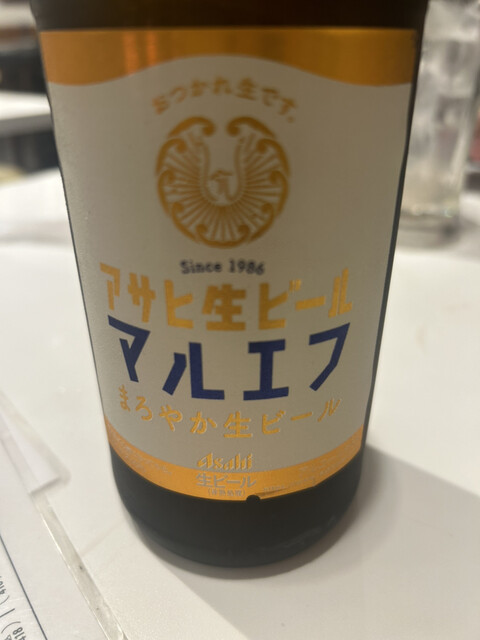 おつかれ生です。
Since 1986
アサヒ生ビール
マルエフ
まろやか生ビール
Asahi
生ビール